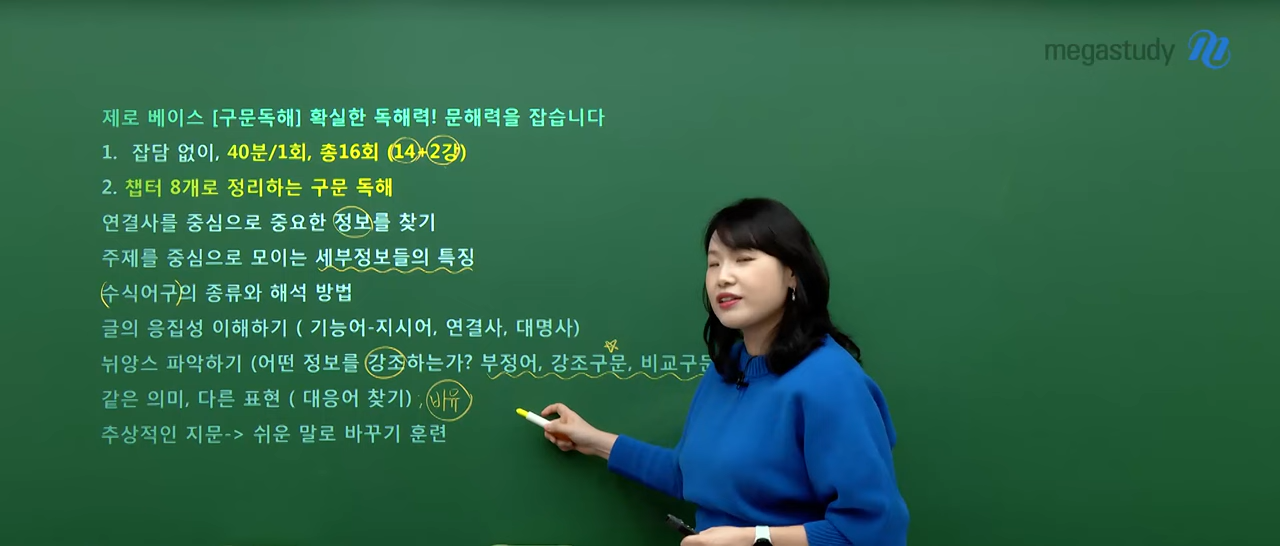 megastudy
제로 베이스 [구문독해] 확실한 독해력! 문해력을 잡습니다
1. 잡담 없이, 40분/1회, 총16회 (14+2강)
2. 챕터 8개로 정리하는 구문 독해
연결사를 중심으로 중요한 정보를 찾기
주제를 중심으로 모이는 세부정보들의 특징
수식어구의 종류와 해석 방법
글의 응집성 이해하기 ( 기능어-지시어, 연결사, 대명사)
뉘앙스 파악하기 (어떤 정보를 강조하는가? 부정어, 강조구문, 비교구문
같은 의미, 다른 표현 ( 대응어 찾기) , 비유
추상적인 지문-> 쉬운 말로 바꾸기 훈련